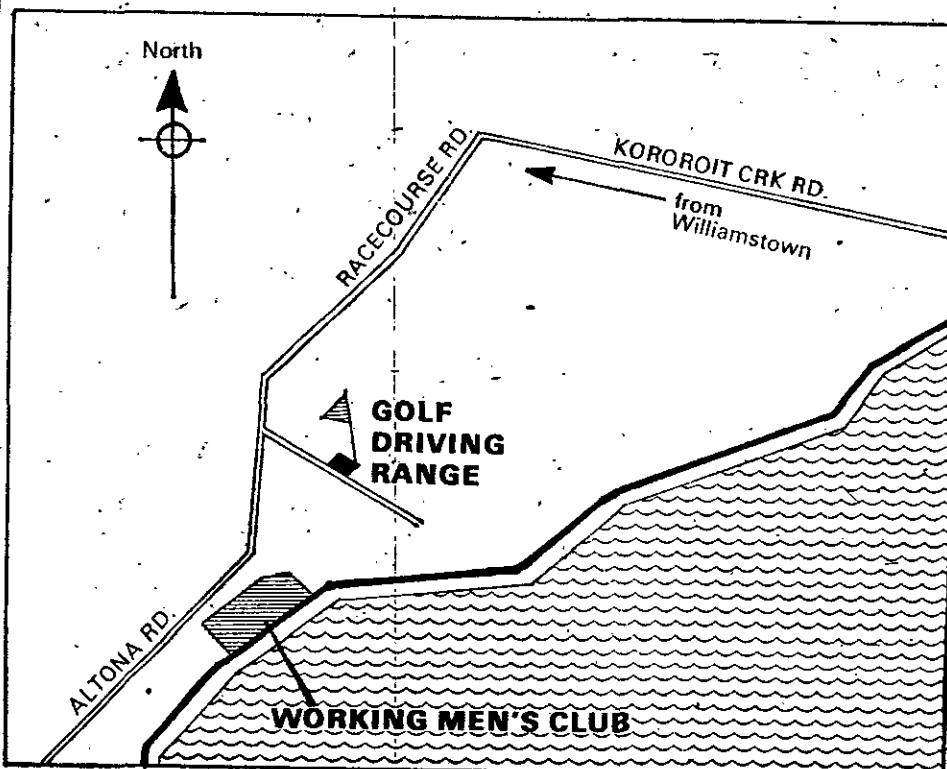 North
RACECOURSE RD.
KOROROIT CRK RD.
from
Williamstown
GOLF
DRIVING
RANGE
ALTONA RD.
WORKING MEN'S CLUB